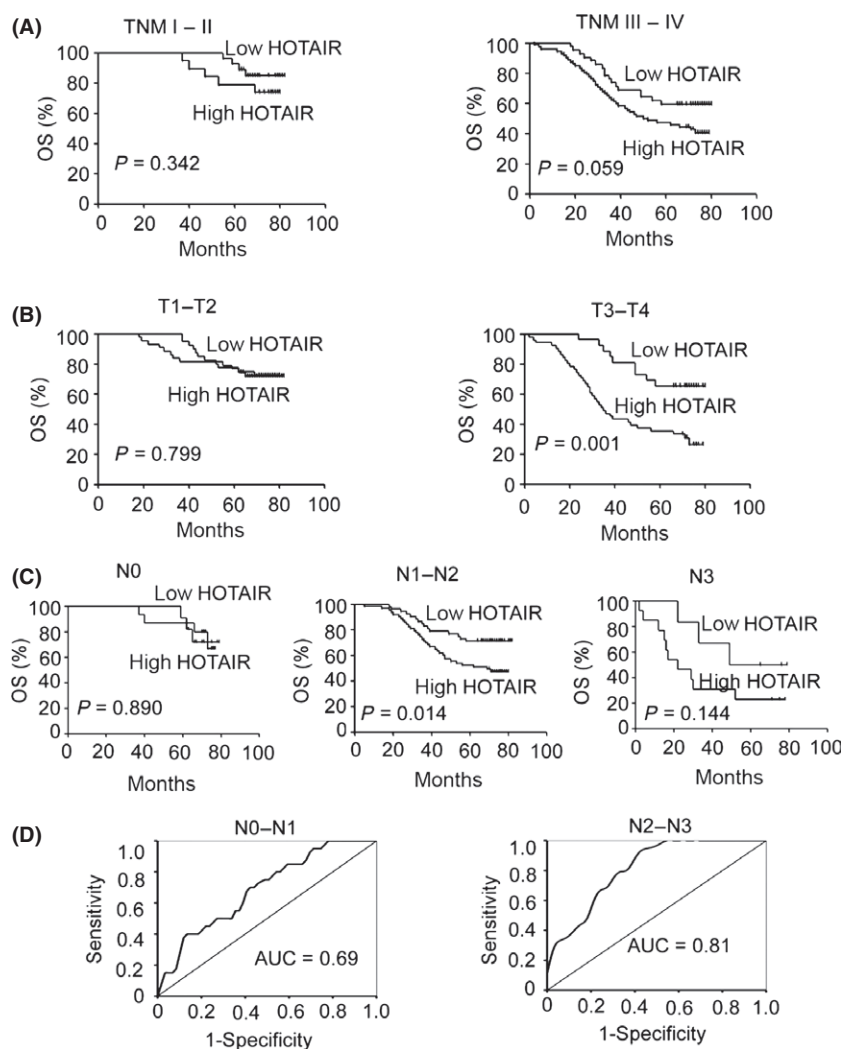 (A)
TNM I – II
100
80
60
40
20
0
OS (%)
Low HOTAIR
High HOTAIR
P = 0.342
0 20 40 60 80 100
Months
TNM III – IV
100
80
60
40
20
0
OS (%)
Low HOTAIR
High HOTAIR
P = 0.059
0 20 40 60 80 100
Months
(B)
T1–T2
100
80
60
40
20
0
OS (%)
Low HOTAIR
High HOTAIR
P = 0.799
0 20 40 60 80 100
Months
T3–T4
100
80
60
40
20
0
OS (%)
Low HOTAIR
High HOTAIR
P = 0.001
0 20 40 60 80 100
Months
(C)
N0
100
80
60
40
20
0
OS (%)
Low HOTAIR
High HOTAIR
P = 0.890
0 20 40 60 80 100
Months
N1–N2
100
80
60
40
20
0
OS (%)
Low HOTAIR
High HOTAIR
P = 0.014
0 20 40 60 80 100
Months
N3
100
80
60
40
20
0
OS (%)
Low HOTAIR
High HOTAIR
P = 0.144
0 20 40 60 80 100
Months
(D)
N0–N1
1.0
0.8
0.6
0.4
0.2
0
Sensitivity
AUC = 0.69
0 0.2 0.4 0.6 0.8 1.0
1-Specificity
N2–N3
1.0
0.8
0.6
0.4
0.2
0
Sensitivity
AUC = 0.81
0 0.2 0.4 0.6 0.8 1.0
1-Specificity